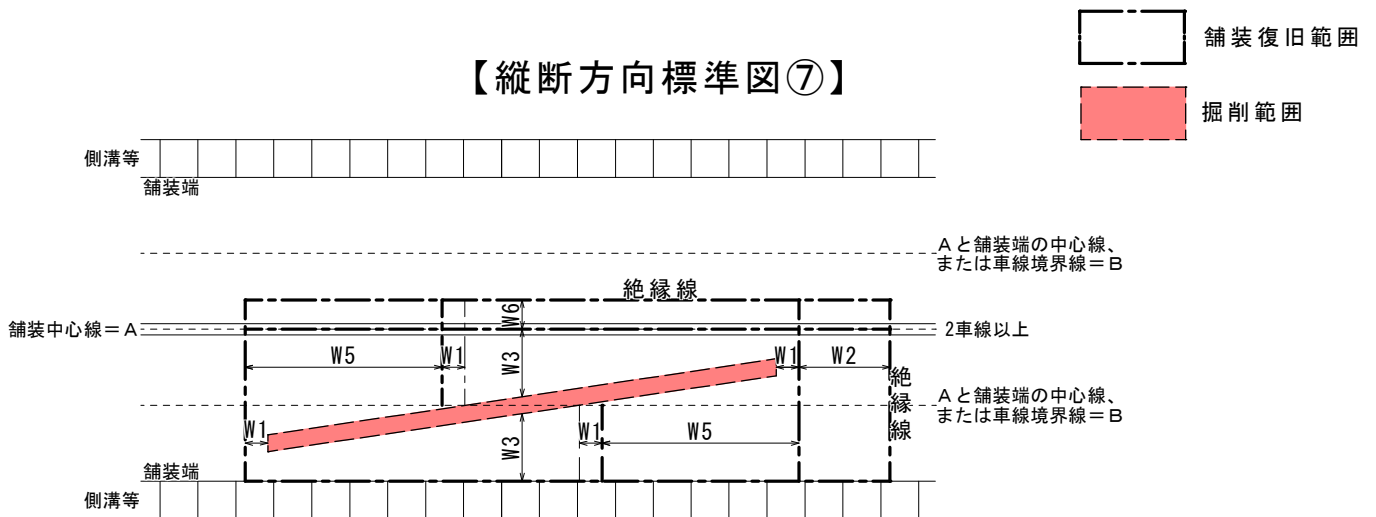 舗装復旧範囲
【縦断方向標準図⑦】
掘削範囲
側溝等
舗装端
Aと舗装端の中心線、
または車線境界線=B
絶縁線
W6
舗装中心線=A
2車線以上
W5
W1
W3
W1
W2
絶縁線
Aと舗装端の中心線、
または車線境界線=B
W1
W3
W1
W5
舗装端
側溝等